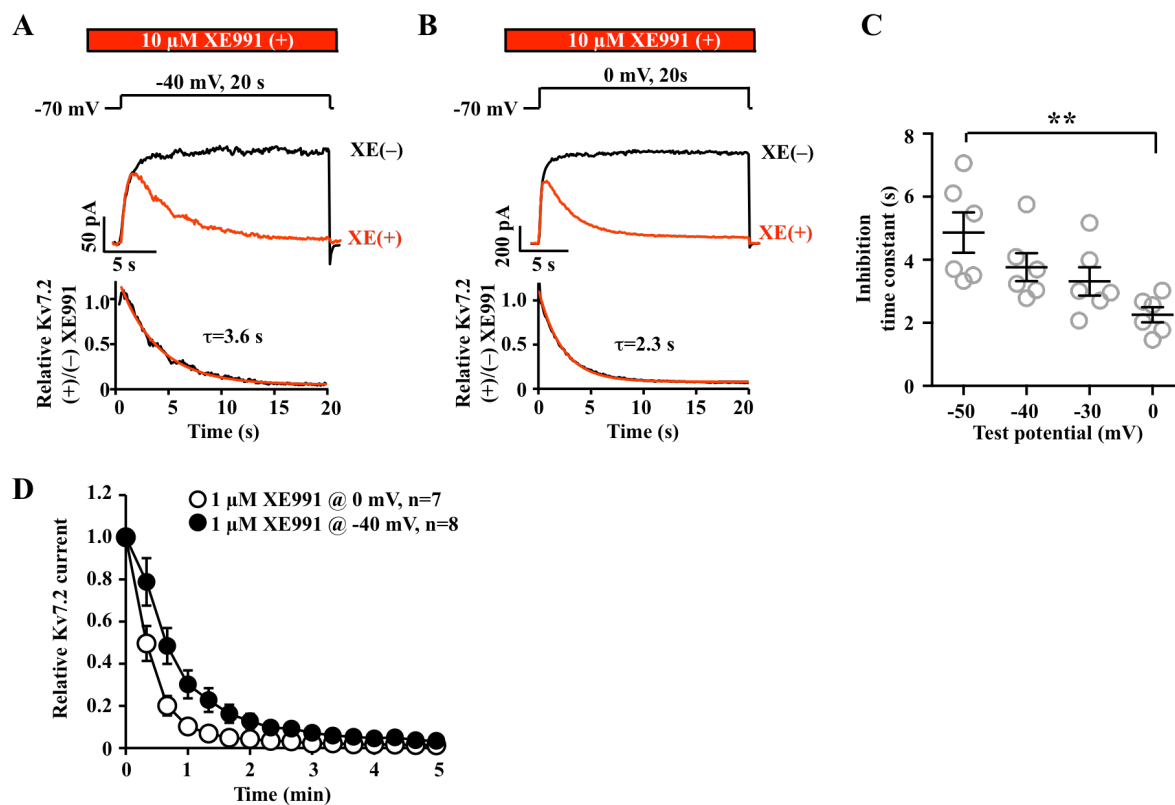 A
10 µM XE991 (+)
-40 mV, 20 s
-70 mV
XE(–)
XE(+)
50 pA
5 s
Relative Kv7.2
(+)/(–) XE991
1.0
0.5
0
τ=3.6 s
0 5 10 15 20
Time (s)
B
10 µM XE991 (+)
0 mV, 20s
-70 mV
XE(–)
XE(+)
200 pA
5 s
Relative Kv7.2
(+)/(–) XE991
1.0
0.5
0
τ=2.3 s
0 5 10 15 20
Time (s)
C
**
Inhibition
time constant (s)
8
6
4
2
0
-50 -40 -30 0
Test potential (mV)
D
1 µM XE991 @ 0 mV, n=7
1 µM XE991 @ -40 mV, n=8
Relative Kv7.2 current
1.2
1.0
0.8
0.6
0.4
0.2
0
0 1 2 3 4 5
Time (min)